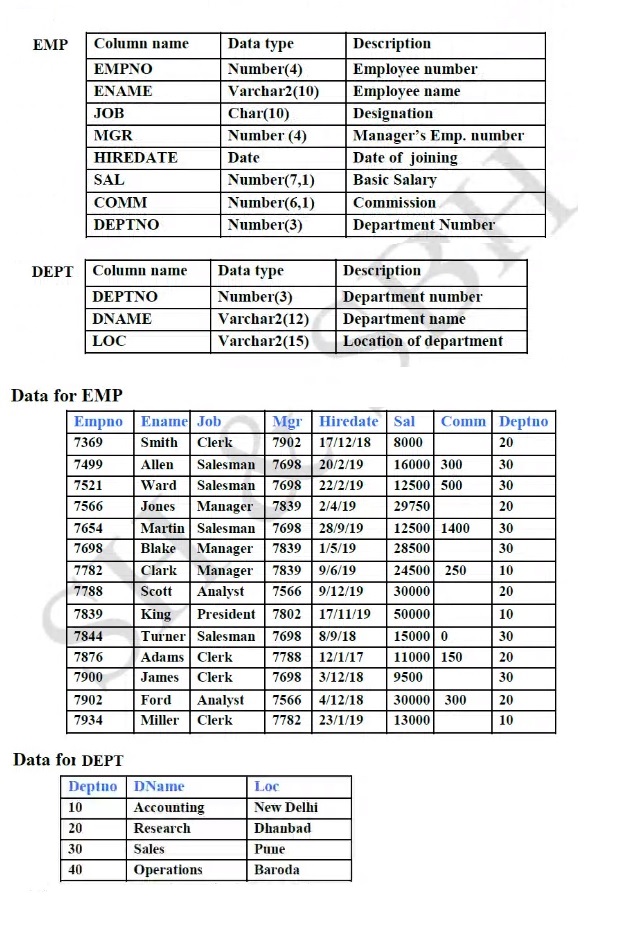 EMP Column name Data type Description
EMPNO Number(4) Employee number
ENAME Varchar2(10) Employee name
JOB Char(10) Designation
MGR Number (4) Manager's Emp. number
HIREDATE Date Date of joining
SAL Number(7,1) Basic Salary
COMM Number(6,1) Commission
DEPTNO Number(3) Department Number
DEPT Column name Data type Description
DEPTNO Number(3) Department number
DNAME Varchar2(12) Department name
LOC Varchar2(15) Location of department
Data for EMP
Empno Ename Job Mgr Hiredate Sal Comm Deptno
7369 Smith Clerk 7902 17/12/18 8000 20
7499 Allen Salesman 7698 20/2/19 16000 300 30
7521 Ward Salesman 7698 22/2/19 12500 500 30
7566 Jones Manager 7839 2/4/19 29750 20
7654 Martin Salesman 7698 28/9/19 12500 1400 30
7698 Blake Manager 7839 1/5/19 28500 30
7782 Clark Manager 7839 9/6/19 24500 250 10
7788 Scott Analyst 7566 9/12/19 30000 20
7839 King President 7802 17/11/19 50000 10
7844 Turner Salesman 7698 8/9/18 15000 0 30
7876 Adams Clerk 7788 12/1/17 11000 150 20
7900 James Clerk 7698 3/12/18 9500 30
7902 Ford Analyst 7566 4/12/18 30000 300 20
7934 Miller Clerk 7782 23/1/19 13000 10
Data for DEPT
Deptno DName Loc
10 Accounting New Delhi
20 Research Dhanbad
30 Sales Pune
40 Operations Baroda
SH & SBH